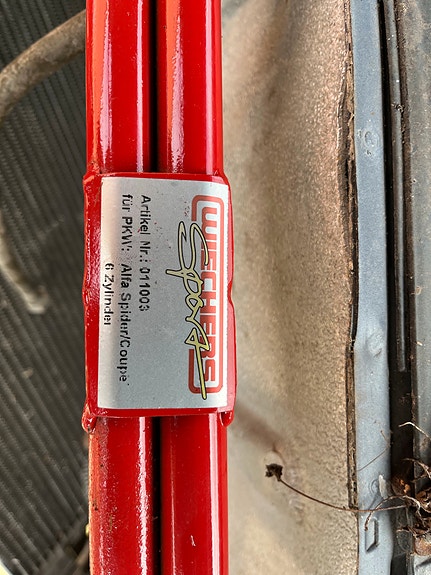 WIECHERS
Sport
Artikel Nr.: 011003
für PKW: Alfa Spider/Coupe'
6 Zylinder